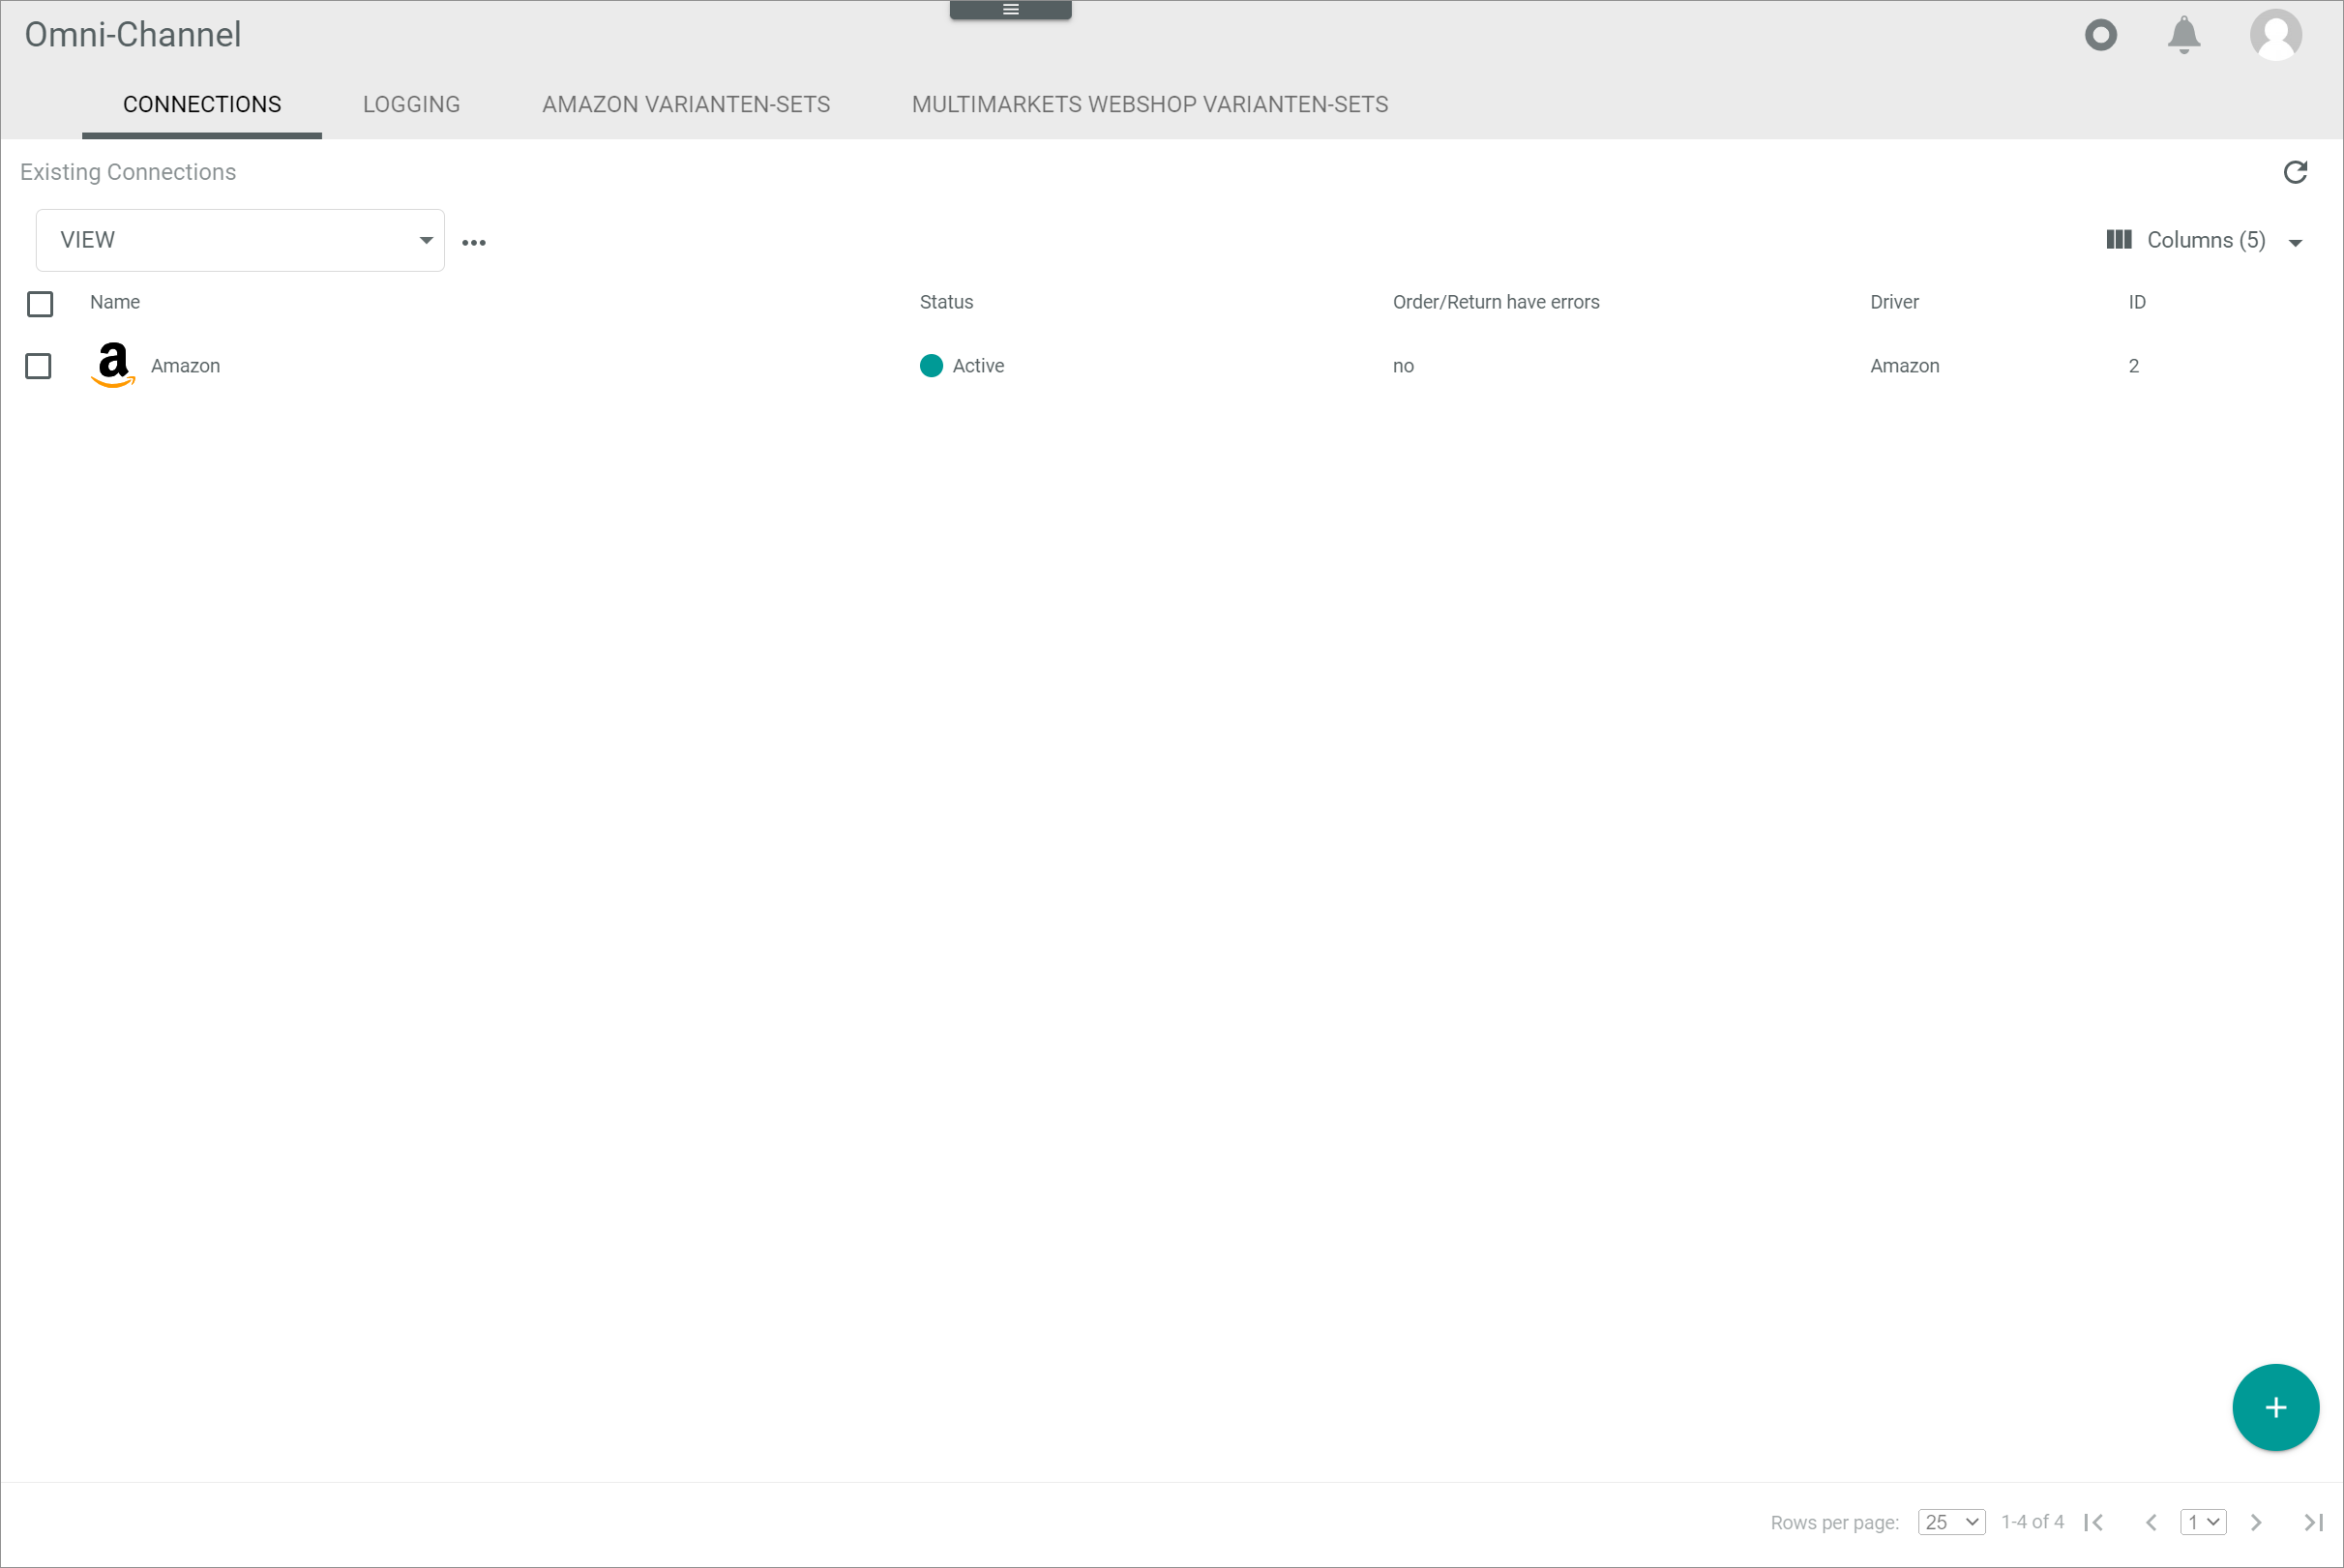 Omni-Channel
CONNECTIONS LOGGING AMAZON VARIANTEN-SETS MULTIMARKETS WEBSHOP VARIANTEN-SETS
Existing Connections
VIEW Columns (5)
Name Status Order/Return have errors Driver ID
a Amazon Active no Amazon 2
Rows per page: 25 1-4 of 4 1